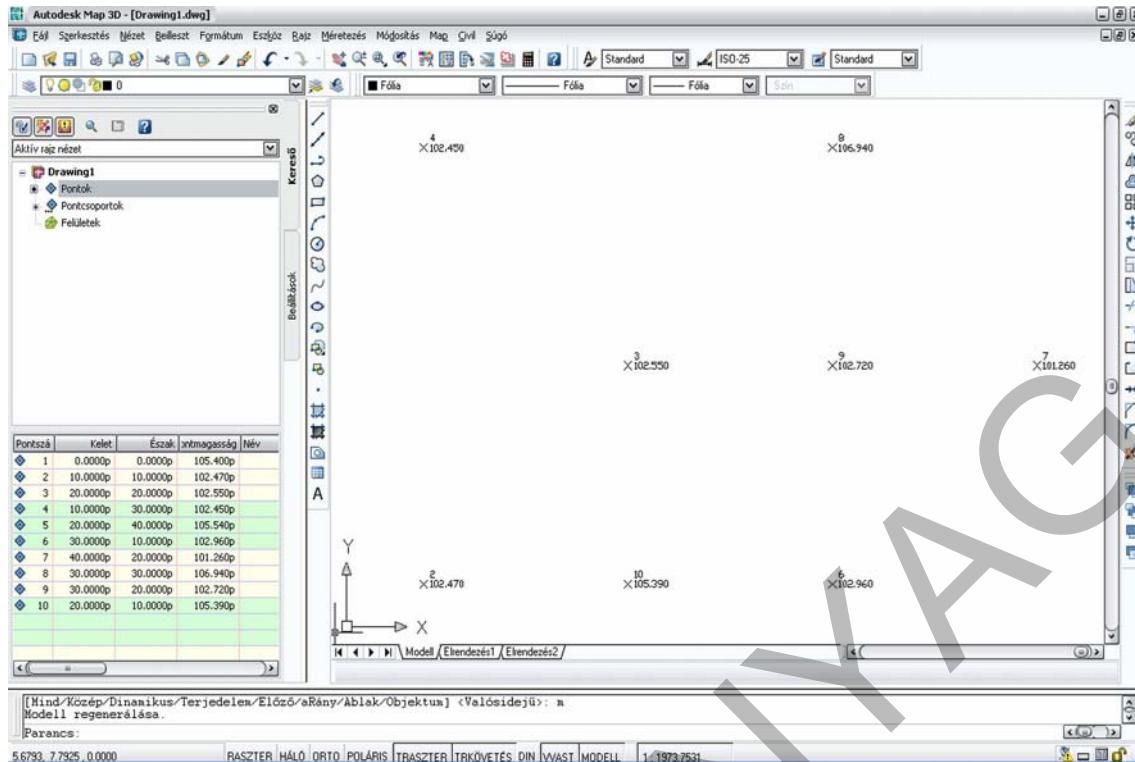 Autodesk Map 3D - [Drawing1.dwg]
Fájl Szerkesztés Nézet Beilleszt Formátum Eszköz Rajz Méretezés Módosítás Map Civil Súgó
Standard ISO-25 Standard
0 Fólia Fólia Fólia Szín
Aktív rajz nézet
Drawing1
Pontok
Pontcsoportok
Felületek
Kereső
Beállítások
Pontszá Kelet Észak ontmagasság Név
1 0.0000p 0.0000p 105.400p
2 10.0000p 10.0000p 102.470p
3 20.0000p 20.0000p 102.550p
4 10.0000p 30.0000p 102.450p
5 20.0000p 40.0000p 105.540p
6 30.0000p 10.0000p 102.960p
7 40.0000p 20.0000p 101.260p
8 30.0000p 30.0000p 106.940p
9 30.0000p 20.0000p 102.720p
10 20.0000p 10.0000p 105.390p
4
102.450
8
106.940
3
102.550
9
102.720
7
101.260
2
102.470
10
105.390
6
102.960
Y
X
Modell Elrendezés1 Elrendezés2
[Mind/Közép/Dinamikus/Terjedelem/Előző/aRány/Ablak/Objektum] <Valósidejű>: m
Modell regenerálása.
Parancs:
5.6793, 7.7925, 0.0000 RASZTER HÁLÓ ORTO POLÁRIS TRASZTER TRKÖVETÉS DIN VVAST MODELL 1: 1973.7531
IYAG